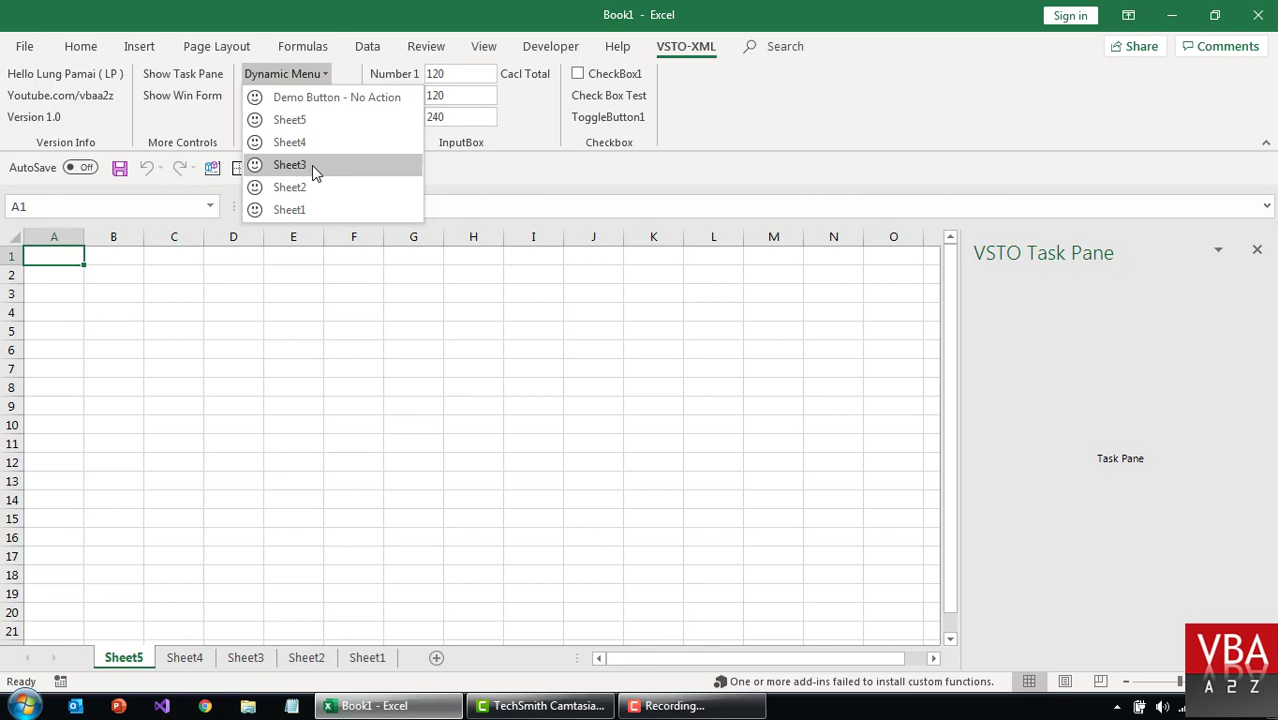 Book1 - Excel
Sign in
File Home Insert Page Layout Formulas Data Review View Developer Help VSTO-XML Search Share Comments
Hello Lung Pamai ( LP ) Show Task Pane Dynamic Menu Number 1 120 Cacl Total CheckBox1
Youtube.com/vbaa2z Show Win Form Demo Button - No Action 120 Check Box Test
Version 1.0 Sheet5 240 ToggleButton1
Version Info More Controls Sheet4 InputBox Checkbox
AutoSave Off Sheet3
Sheet2
A1 Sheet1
A B C D E F G H I J K L M N O
VSTO Task Pane
1
2
3
4
5
6
7
8
9
10
11
12
13
14
15
16
17
18
19
20
21
Task Pane
Sheet5 Sheet4 Sheet3 Sheet2 Sheet1
Ready One or more add-ins failed to install custom functions.
Book1 - Excel TechSmith Camtasia... Recording...
VBA
A 2 Z